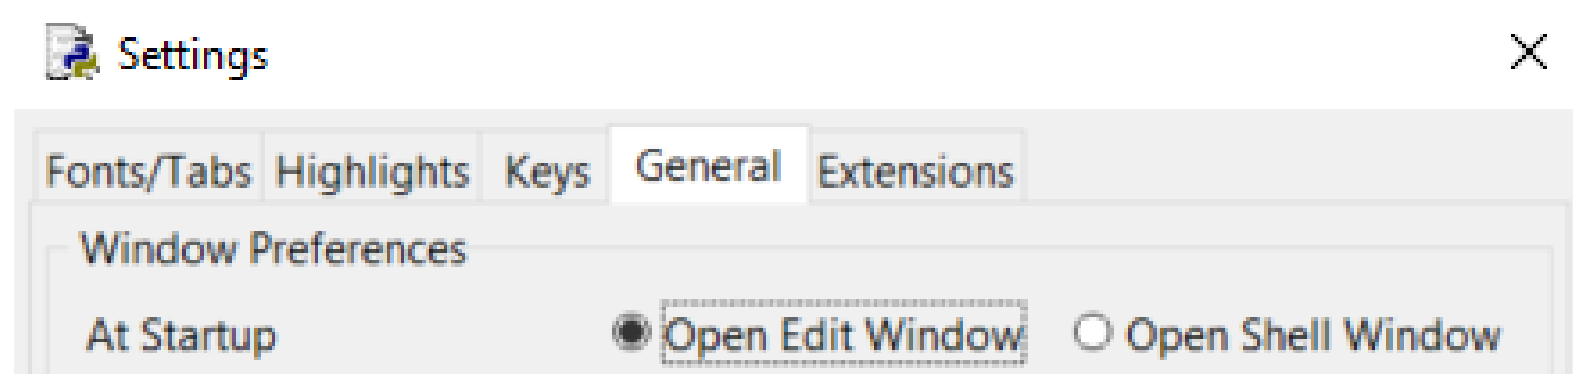 Settings
Fonts/Tabs Highlights Keys General Extensions
Window Preferences
At Startup Open Edit Window Open Shell Window